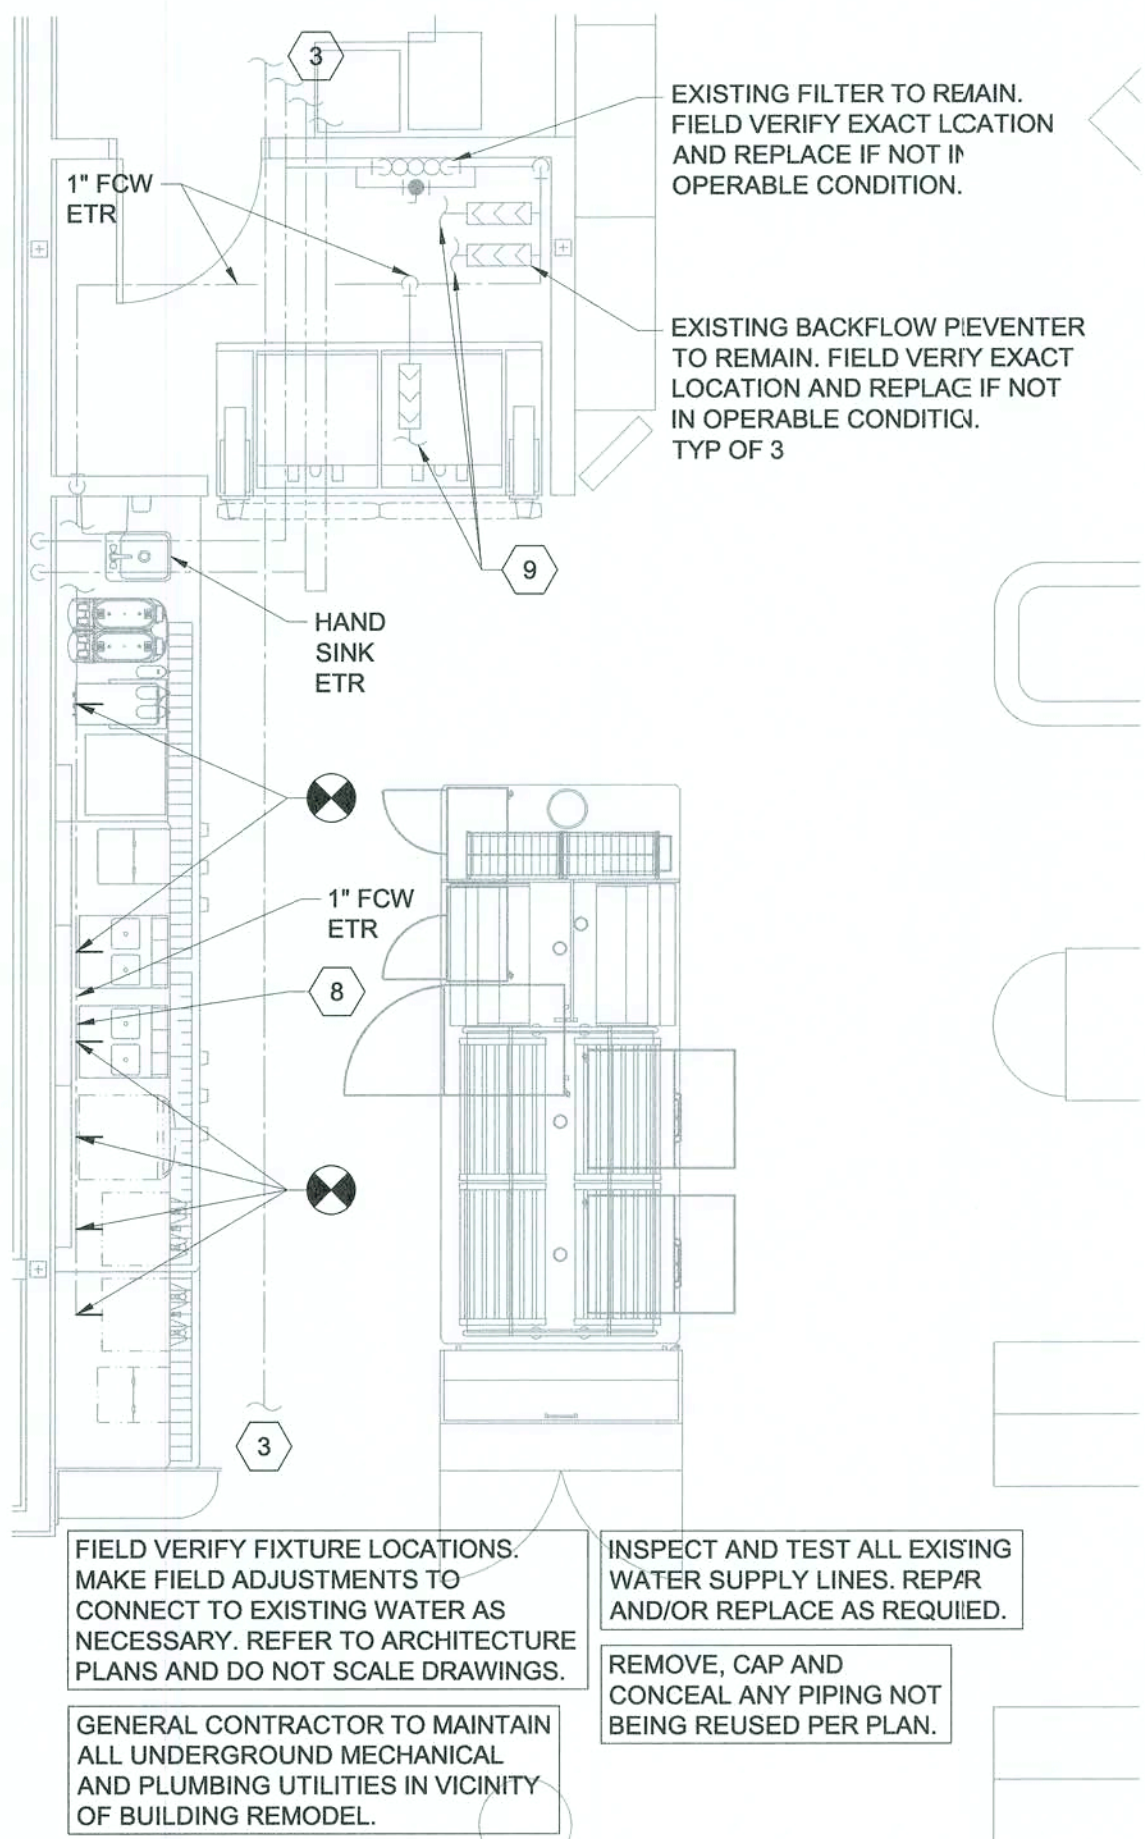 3
EXISTING FILTER TO REMAIN.
FIELD VERIFY EXACT LOCATION
AND REPLACE IF NOT IN
OPERABLE CONDITION.
1" FCW
ETR
EXISTING BACKFLOW PREVENTER
TO REMAIN. FIELD VERIFY EXACT
LOCATION AND REPLACE IF NOT
IN OPERABLE CONDITION.
TYP OF 3
9
HAND
SINK
ETR
1" FCW
ETR
8
3
FIELD VERIFY FIXTURE LOCATIONS.
MAKE FIELD ADJUSTMENTS TO
CONNECT TO EXISTING WATER AS
NECESSARY. REFER TO ARCHITECTURE
PLANS AND DO NOT SCALE DRAWINGS.
INSPECT AND TEST ALL EXISTING
WATER SUPPLY LINES. REPAIR
AND/OR REPLACE AS REQUIRED.
REMOVE, CAP AND
CONCEAL ANY PIPING NOT
BEING REUSED PER PLAN.
GENERAL CONTRACTOR TO MAINTAIN
ALL UNDERGROUND MECHANICAL
AND PLUMBING UTILITIES IN VICINITY
OF BUILDING REMODEL.